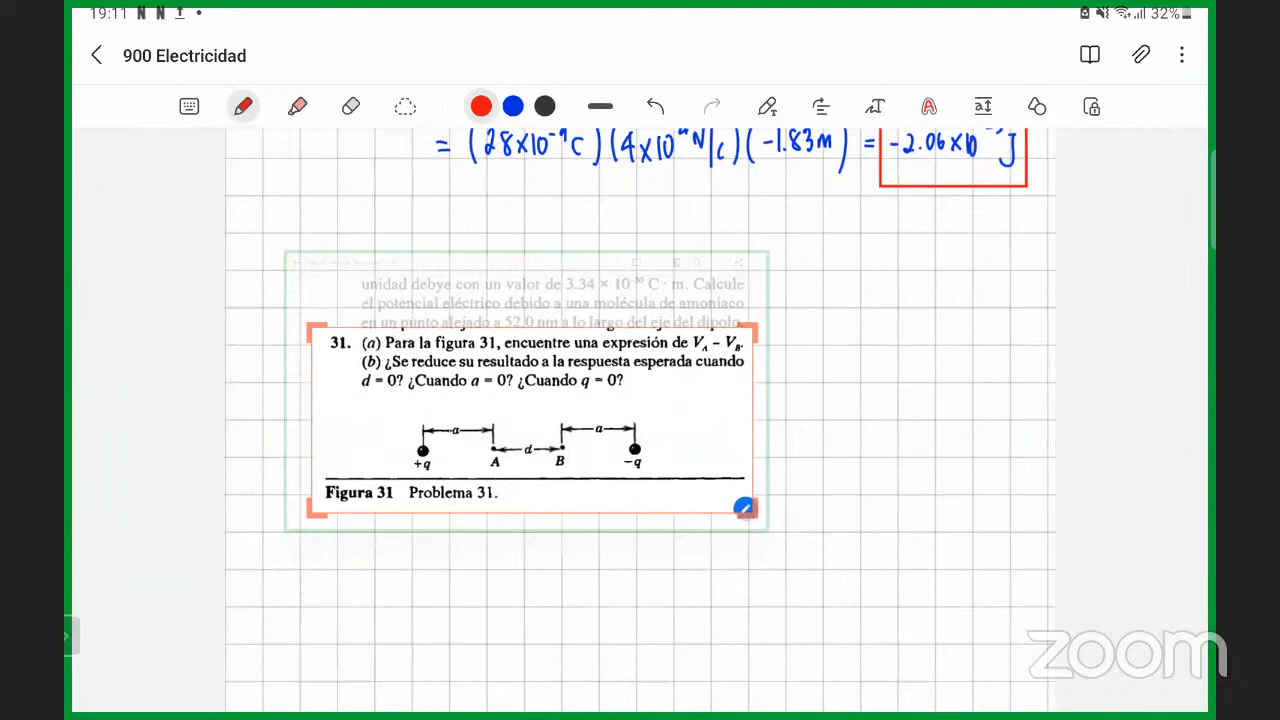 19:11 N N
32%
900 Electricidad
= (28×10⁻⁹ C) (4×10 N/C) (-1.83m) = -2.06×10 J
unidad debye con un valor de 3.34 × 10⁻³⁰ C · m. Calcule
el potencial eléctrico debido a una molécula de amoniaco
en un punto alejado a 52.0 nm a lo largo del eje del dipolo.
31. (a) Para la figura 31, encuentre una expresión de V_A – V_B.
(b) ¿Se reduce su resultado a la respuesta esperada cuando
d = 0? ¿Cuando a = 0? ¿Cuando q = 0?
a a
d
+q A B –q
Figura 31 Problema 31.
zoom